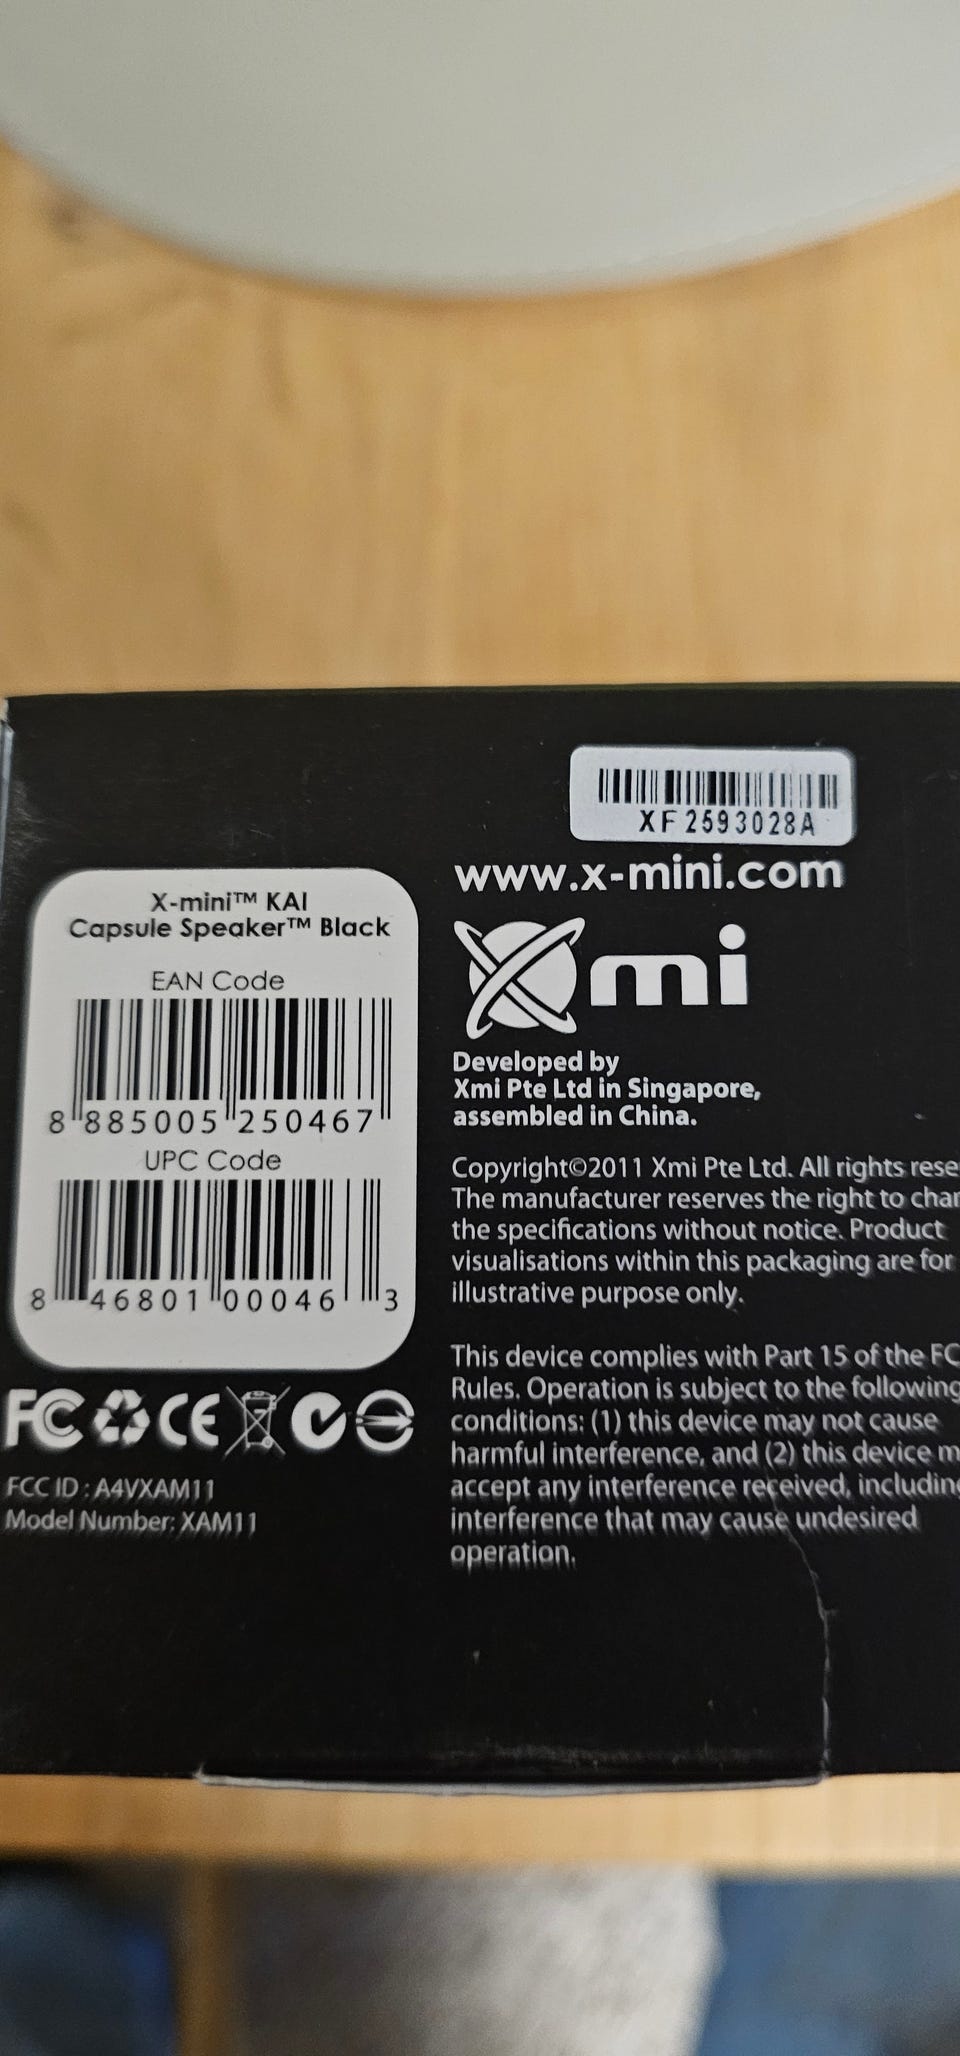 XF2593028A
www.x-mini.com
X-mini™ KAI
Capsule Speaker™ Black
EAN Code
8 885005 250467
UPC Code
8 46801 00046 3
FC CE
FCC ID : A4VXAM11
Model Number: XAM11
Xmi
Developed by
Xmi Pte Ltd in Singapore,
assembled in China.
Copyright©2011 Xmi Pte Ltd. All rights rese
The manufacturer reserves the right to chan
the specifications without notice. Product
visualisations within this packaging are for
illustrative purpose only.
This device complies with Part 15 of the FC
Rules. Operation is subject to the following
conditions: (1) this device may not cause
harmful interference, and (2) this device m
accept any interference received, including
interference that may cause undesired
operation.